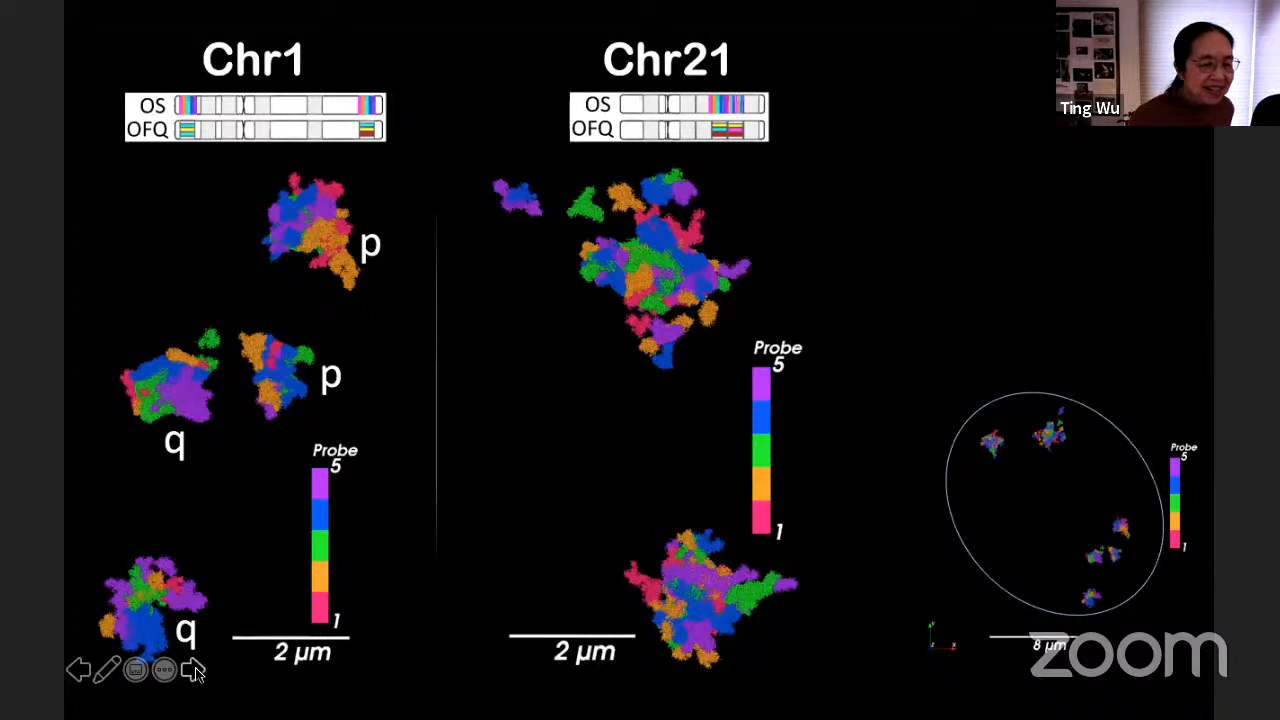 Chr1
OS
OFQ
p
p
q
q
Probe
5
1
2 µm
Chr21
OS
OFQ
Probe
5
1
2 µm
Probe
5
1
y
z
x
8 µm
Ting Wu
zoom